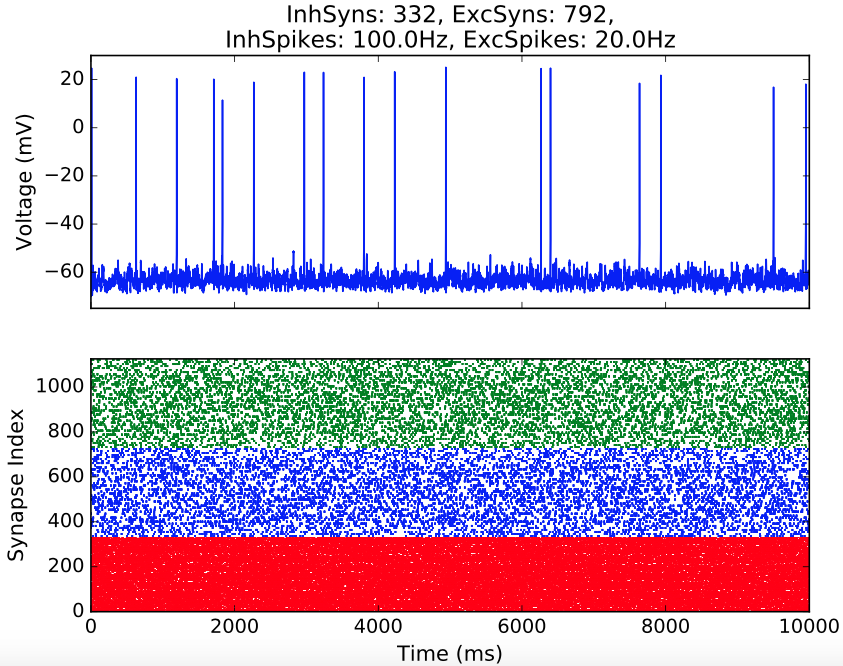 InhSyns: 332, ExcSyns: 792,
InhSpikes: 100.0Hz, ExcSpikes: 20.0Hz
Voltage (mV)
20
0
−20
−40
−60
Synapse Index
1000
800
600
400
200
0
0 2000 4000 6000 8000 10000
Time (ms)